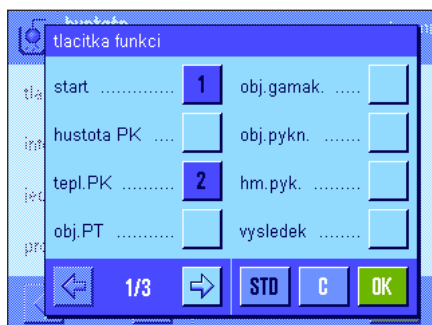 hustota
tlacitka funkci
start ............. 1 obj.gamak. .....
hustota PK .... obj.pykn. .....
tepl.PK .......... 2 hm.pyk. .........
obj.PT ........... vysledek ........
1/3 STD C OK